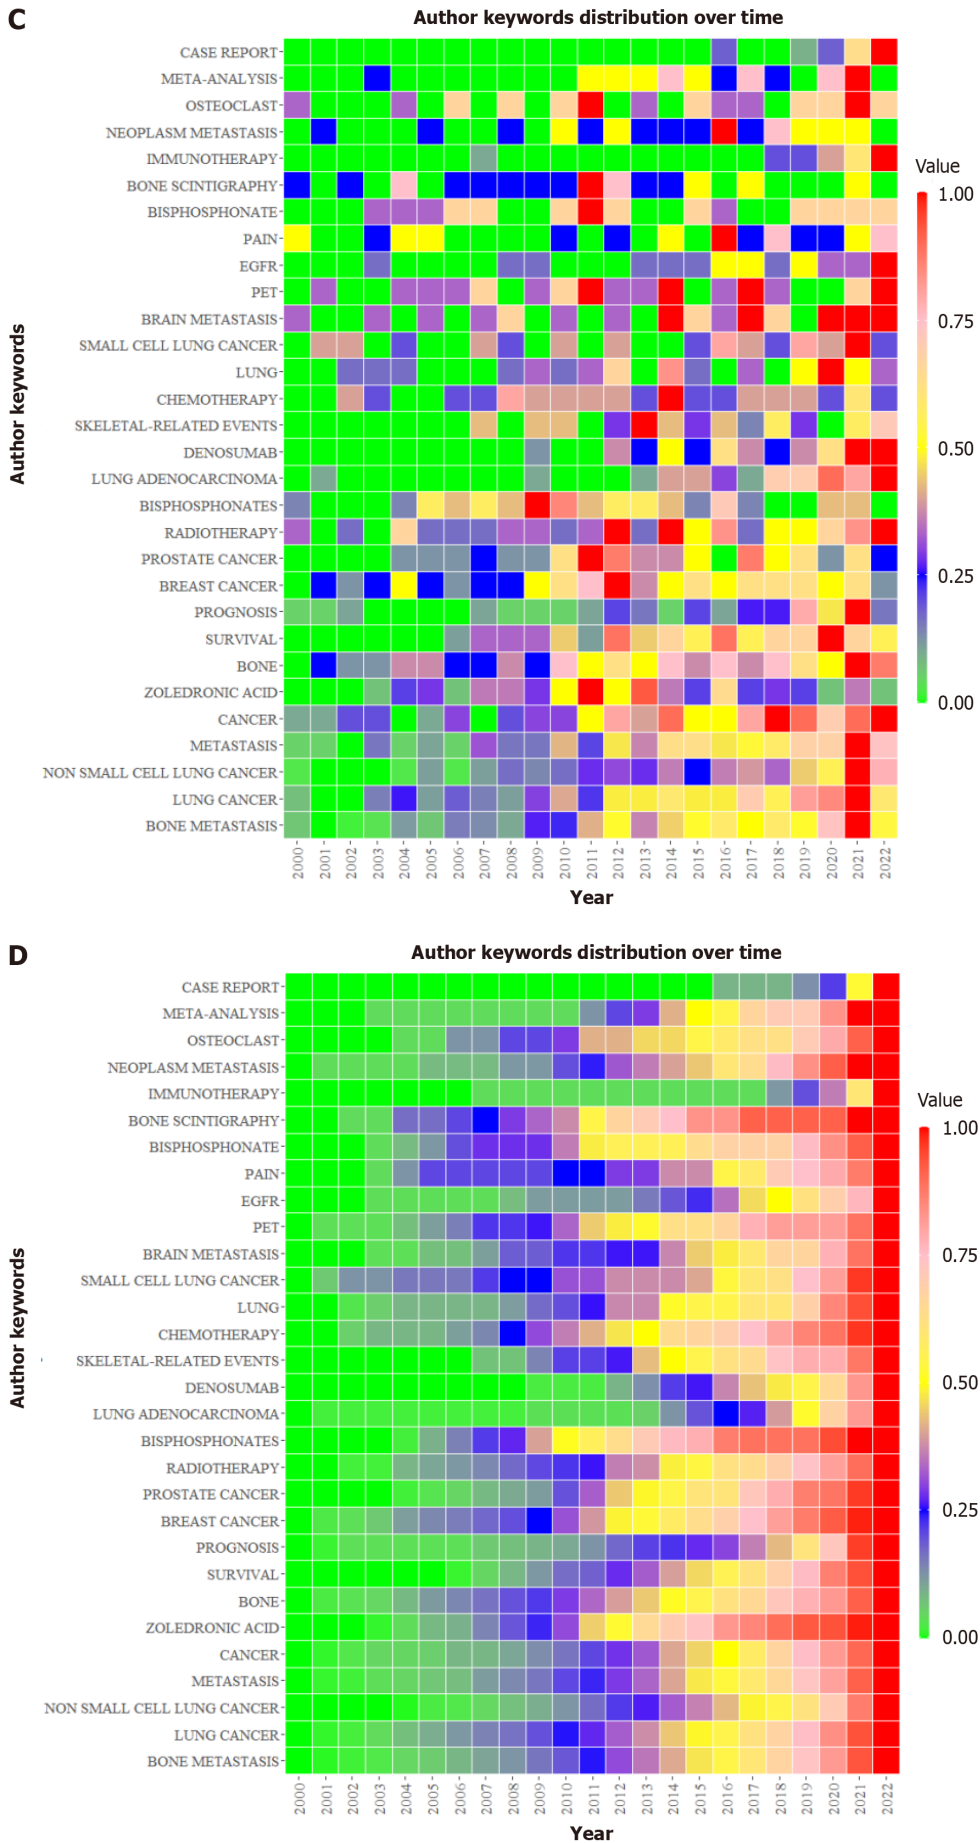 C
Author keywords distribution over time
CASE REPORT
META-ANALYSIS
OSTEOCLAST
NEOPLASM METASTASIS
IMMUNOTHERAPY
BONE SCINTIGRAPHY
BISPHOSPHONATE
PAIN
EGFR
PET
BRAIN METASTASIS
SMALL CELL LUNG CANCER
LUNG
CHEMOTHERAPY
SKELETAL-RELATED EVENTS
DENOSUMAB
LUNG ADENOCARCINOMA
BISPHOSPHONATES
RADIOTHERAPY
PROSTATE CANCER
BREAST CANCER
PROGNOSIS
SURVIVAL
BONE
ZOLEDRONIC ACID
CANCER
METASTASIS
NON SMALL CELL LUNG CANCER
LUNG CANCER
BONE METASTASIS
Author keywords
2000 2001 2002 2003 2004 2005 2006 2007 2008 2009 2010 2011 2012 2013 2014 2015 2016 2017 2018 2019 2020 2021 2022
Year
Value
1.00
0.75
0.50
0.25
0.00
D
Author keywords distribution over time
CASE REPORT
META-ANALYSIS
OSTEOCLAST
NEOPLASM METASTASIS
IMMUNOTHERAPY
BONE SCINTIGRAPHY
BISPHOSPHONATE
PAIN
EGFR
PET
BRAIN METASTASIS
SMALL CELL LUNG CANCER
LUNG
CHEMOTHERAPY
SKELETAL-RELATED EVENTS
DENOSUMAB
LUNG ADENOCARCINOMA
BISPHOSPHONATES
RADIOTHERAPY
PROSTATE CANCER
BREAST CANCER
PROGNOSIS
SURVIVAL
BONE
ZOLEDRONIC ACID
CANCER
METASTASIS
NON SMALL CELL LUNG CANCER
LUNG CANCER
BONE METASTASIS
Author keywords
2000 2001 2002 2003 2004 2005 2006 2007 2008 2009 2010 2011 2012 2013 2014 2015 2016 2017 2018 2019 2020 2021 2022
Year
Value
1.00
0.75
0.50
0.25
0.00